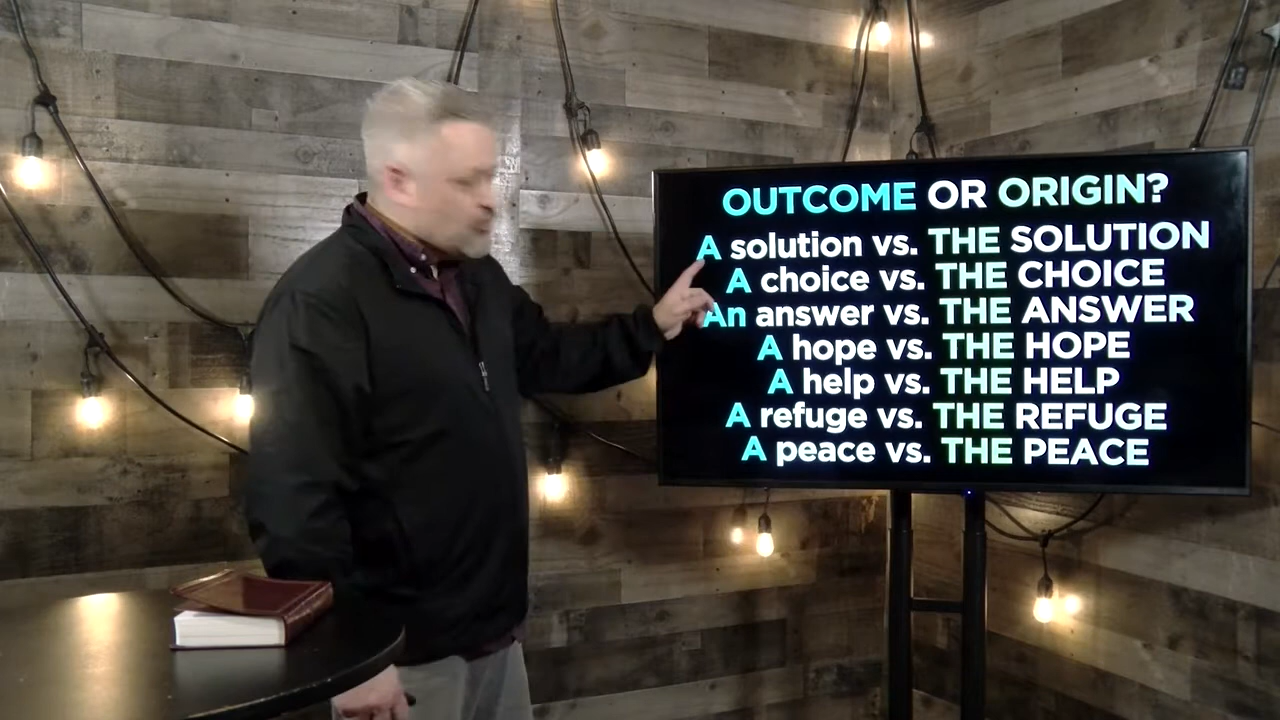 OUTCOME OR ORIGIN?
A solution vs. THE SOLUTION
A choice vs. THE CHOICE
An answer vs. THE ANSWER
A hope vs. THE HOPE
A help vs. THE HELP
A refuge vs. THE REFUGE
A peace vs. THE PEACE